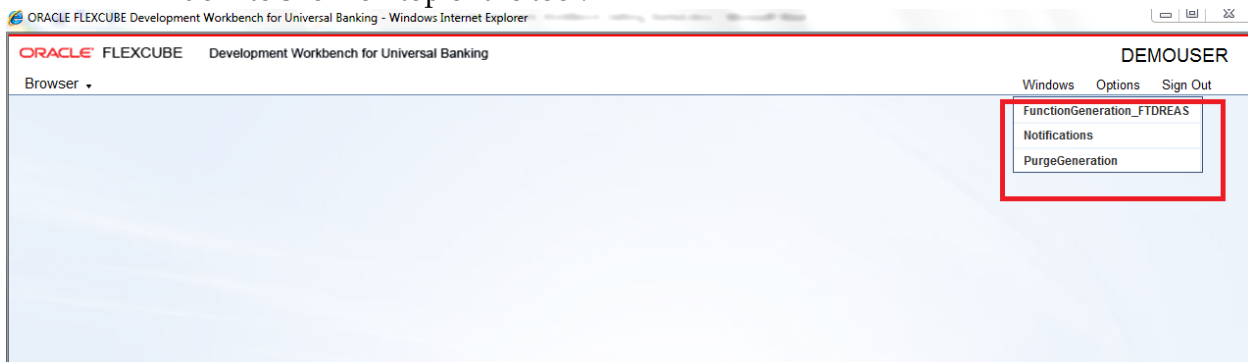 ORACLE FLEXCUBE Development Workbench for Universal Banking - Windows Internet Explorer
ORACLE FLEXCUBE Development Workbench for Universal Banking DEMOUSER
Browser Windows Options Sign Out
FunctionGeneration_FTDREAS
Notifications
PurgeGeneration